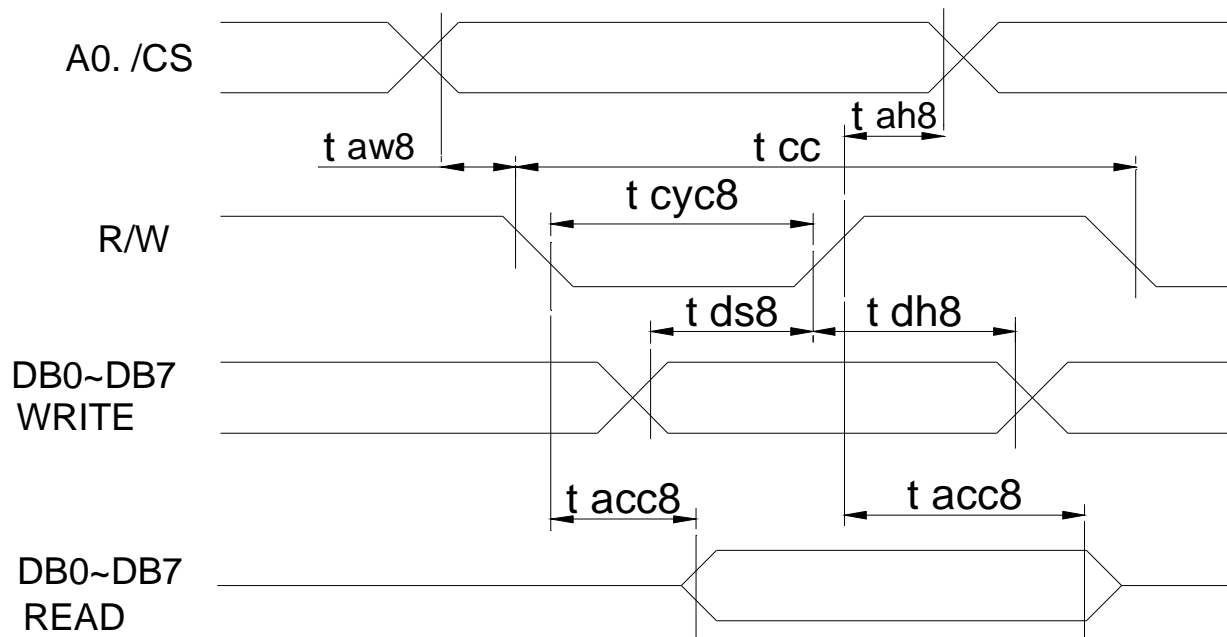 A0. /CS
t ah8
t aw8
t cc
t cyc8
R/W
t ds8
t dh8
DB0~DB7
WRITE
t acc8
t acc8
DB0~DB7
READ